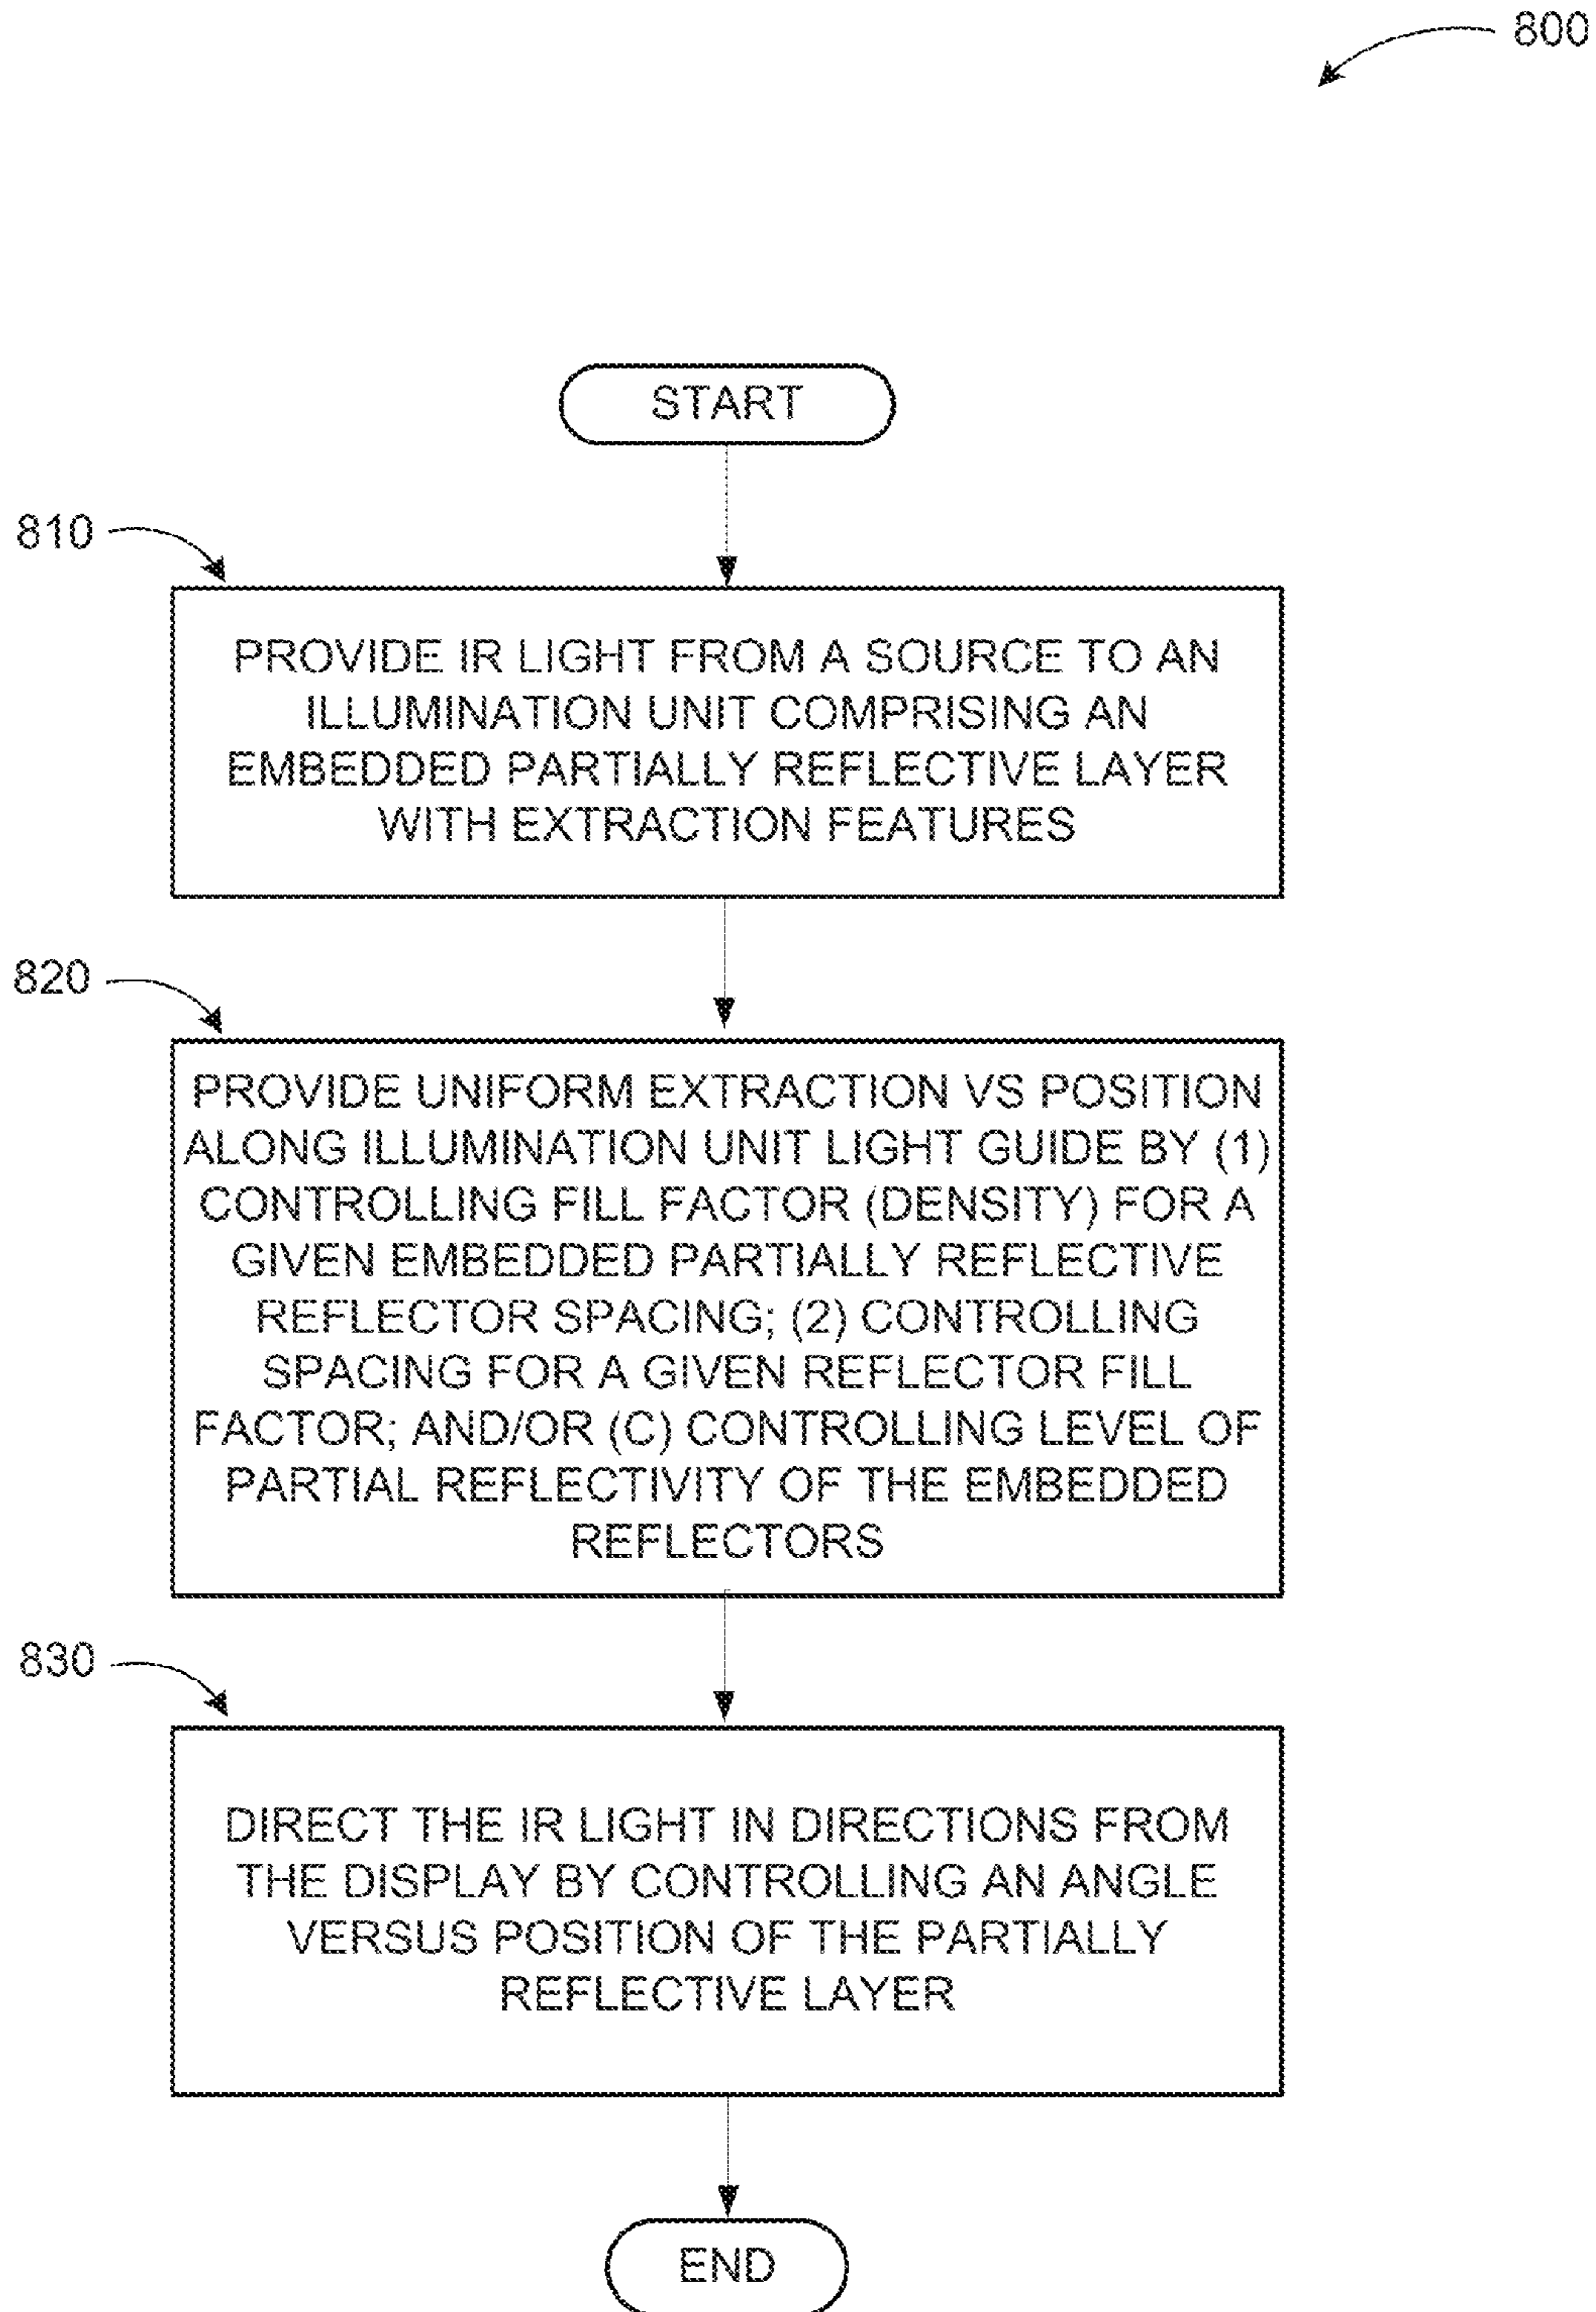 800
START
810
PROVIDE IR LIGHT FROM A SOURCE TO AN
ILLUMINATION UNIT COMPRISING AN
EMBEDDED PARTIALLY REFLECTIVE LAYER
WITH EXTRACTION FEATURES
820
PROVIDE UNIFORM EXTRACTION VS POSITION
ALONG ILLUMINATION UNIT LIGHT GUIDE BY (1)
CONTROLLING FILL FACTOR (DENSITY) FOR A
GIVEN EMBEDDED PARTIALLY REFLECTIVE
REFLECTOR SPACING; (2) CONTROLLING
SPACING FOR A GIVEN REFLECTOR FILL
FACTOR; AND/OR (C) CONTROLLING LEVEL OF
PARTIAL REFLECTIVITY OF THE EMBEDDED
REFLECTORS
830
DIRECT THE IR LIGHT IN DIRECTIONS FROM
THE DISPLAY BY CONTROLLING AN ANGLE
VERSUS POSITION OF THE PARTIALLY
REFLECTIVE LAYER
END